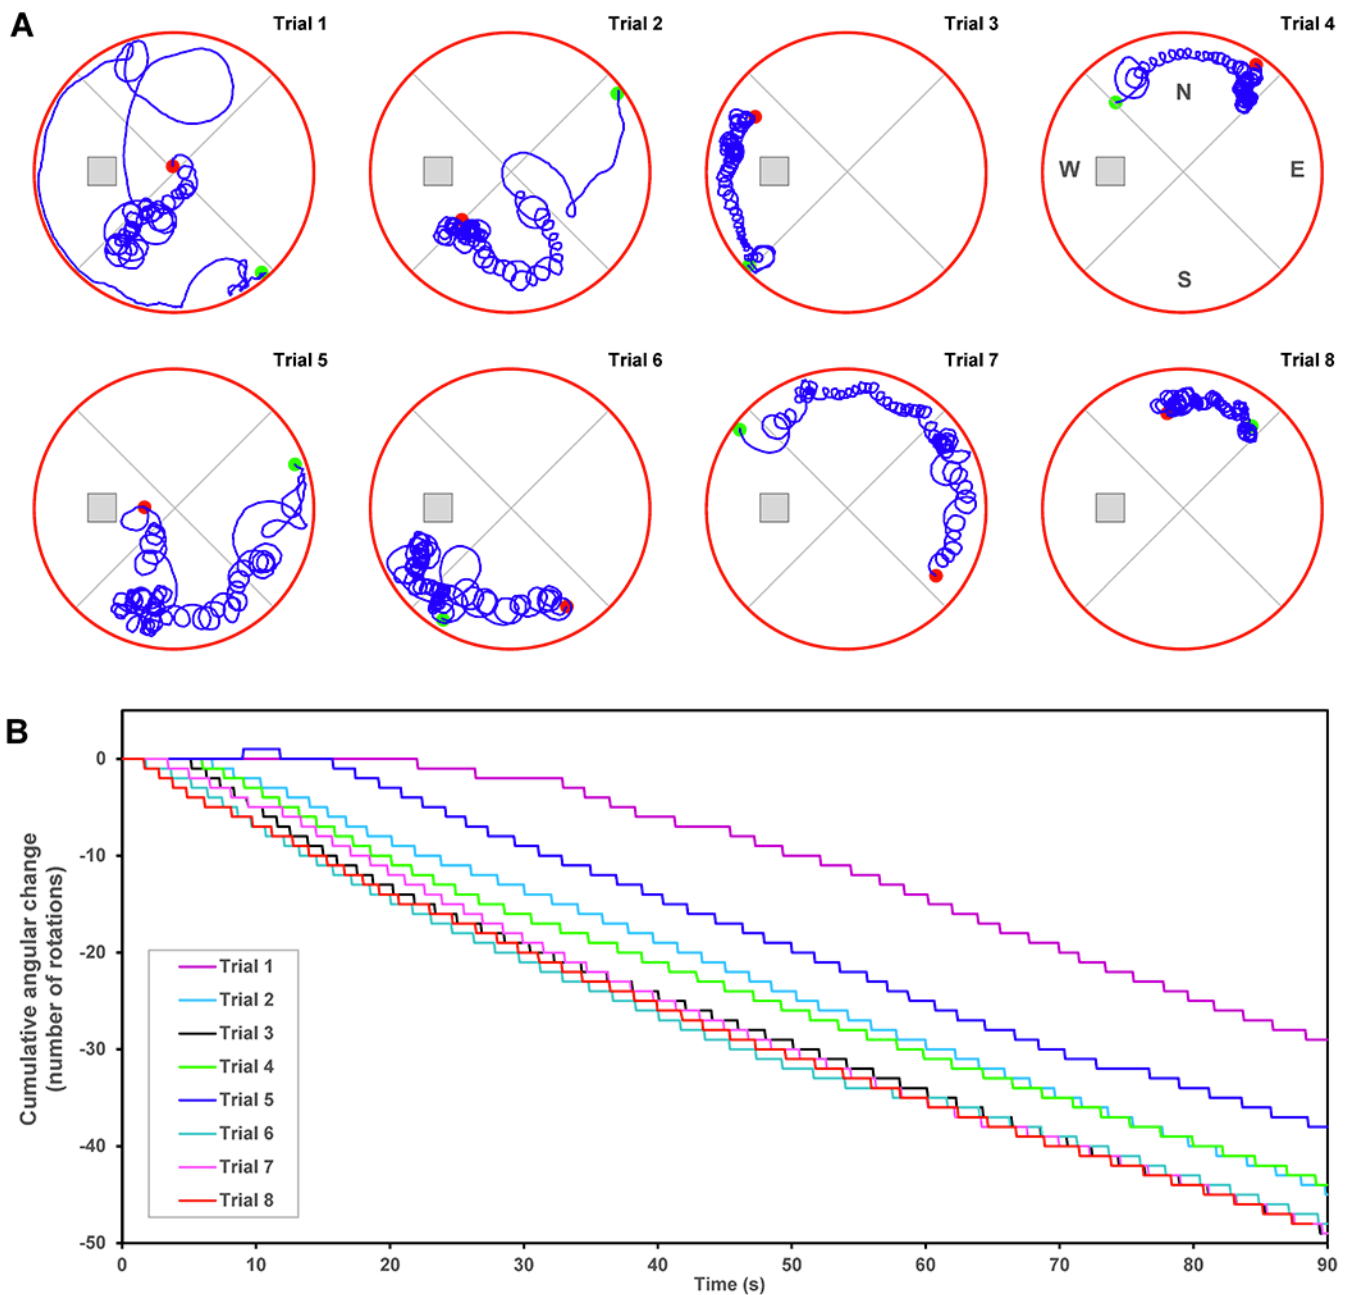 A
Trial 1
Trial 2
Trial 3
Trial 4
N
W
E
S
Trial 5
Trial 6
Trial 7
Trial 8
B
0
-10
-20
-30
-40
-50
Cumulative angular change
(number of rotations)
Trial 1
Trial 2
Trial 3
Trial 4
Trial 5
Trial 6
Trial 7
Trial 8
0 10 20 30 40 50 60 70 80 90
Time (s)